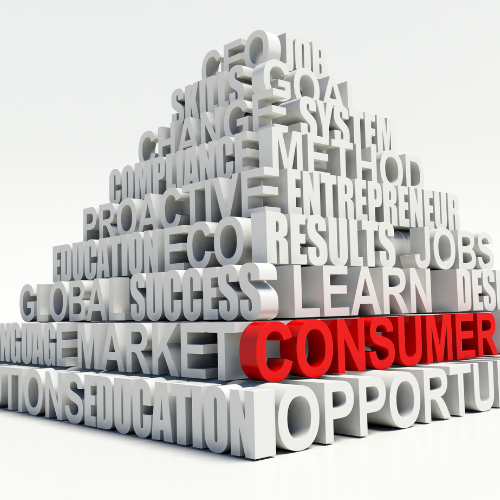 CEO JOB
SKILLS GOAL
CHANGE SYSTEM
COMPLIANCE METHOD
PROACTIVE ENTREPRENEUR
EDUCATION ECO RESULTS JOBS
GLOBAL SUCCESS LEARN DESI
NGUAGE MARKET CONSUMER
TIONS EDUCATION OPPORTU